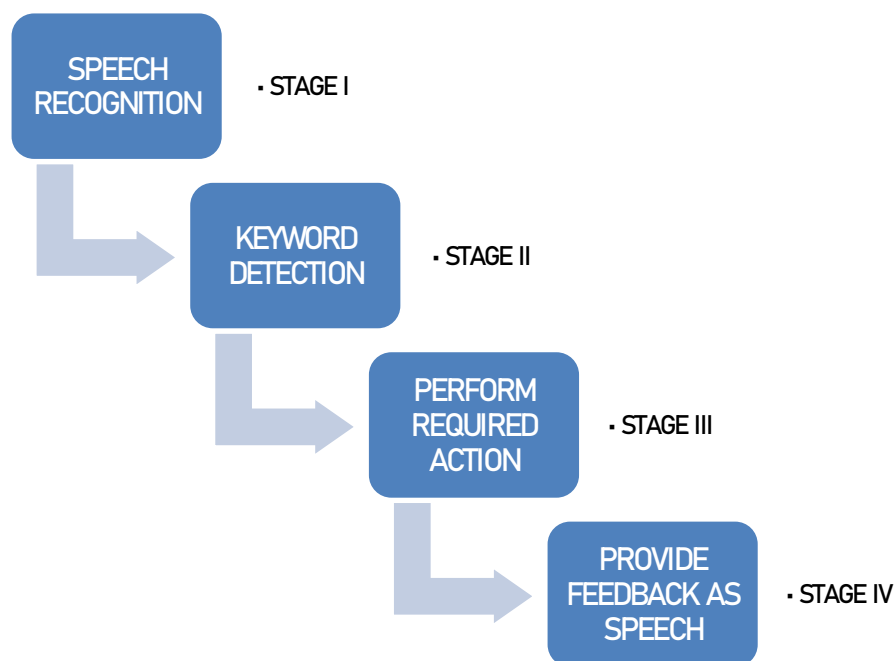 SPEECH
RECOGNITION
▪ STAGE I
KEYWORD
DETECTION
▪ STAGE II
PERFORM
REQUIRED
ACTION
▪ STAGE III
PROVIDE
FEEDBACK AS
SPEECH
▪ STAGE IV